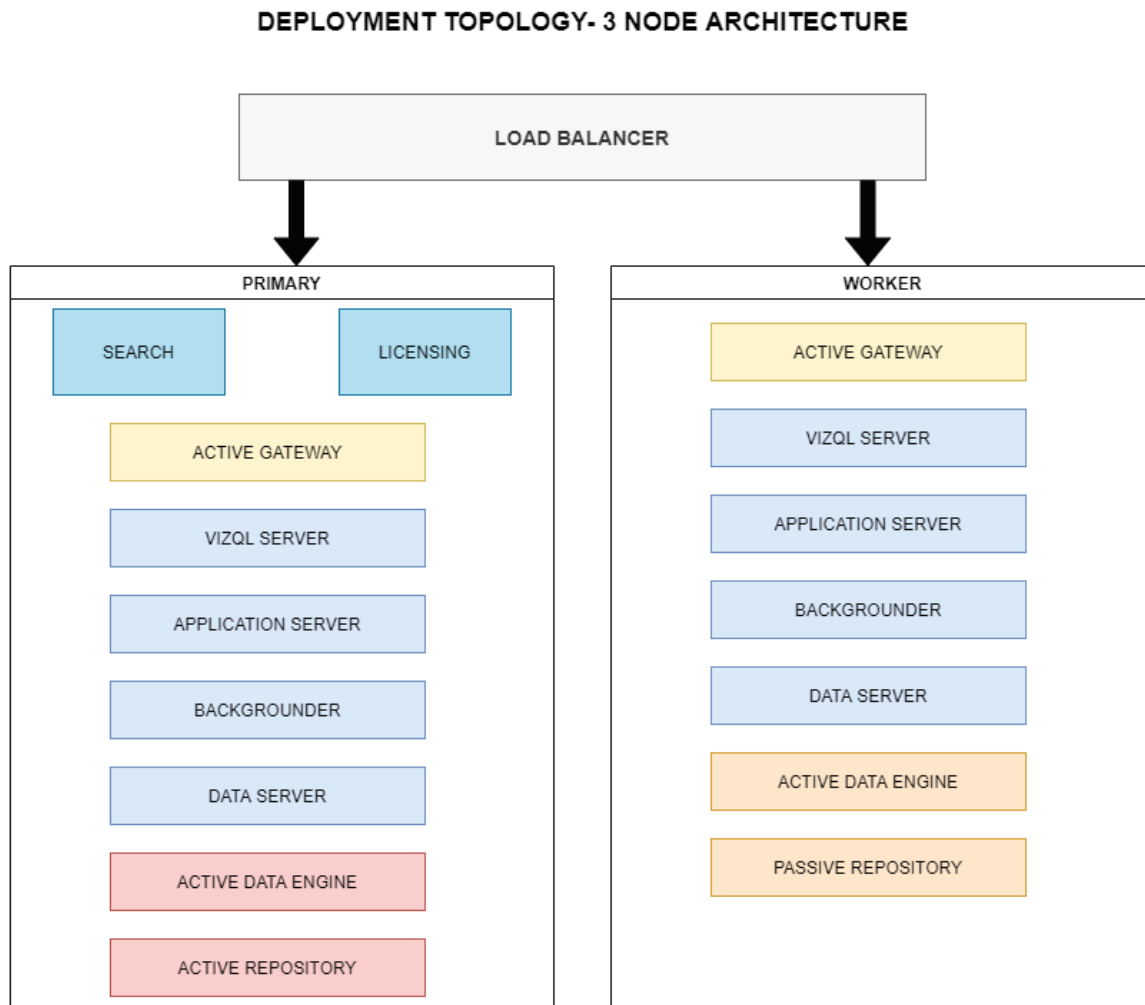 DEPLOYMENT TOPOLOGY- 3 NODE ARCHITECTURE
LOAD BALANCER
PRIMARY
SEARCH
LICENSING
ACTIVE GATEWAY
VIZQL SERVER
APPLICATION SERVER
BACKGROUNDER
DATA SERVER
ACTIVE DATA ENGINE
ACTIVE REPOSITORY
WORKER
ACTIVE GATEWAY
VIZQL SERVER
APPLICATION SERVER
BACKGROUNDER
DATA SERVER
ACTIVE DATA ENGINE
PASSIVE REPOSITORY